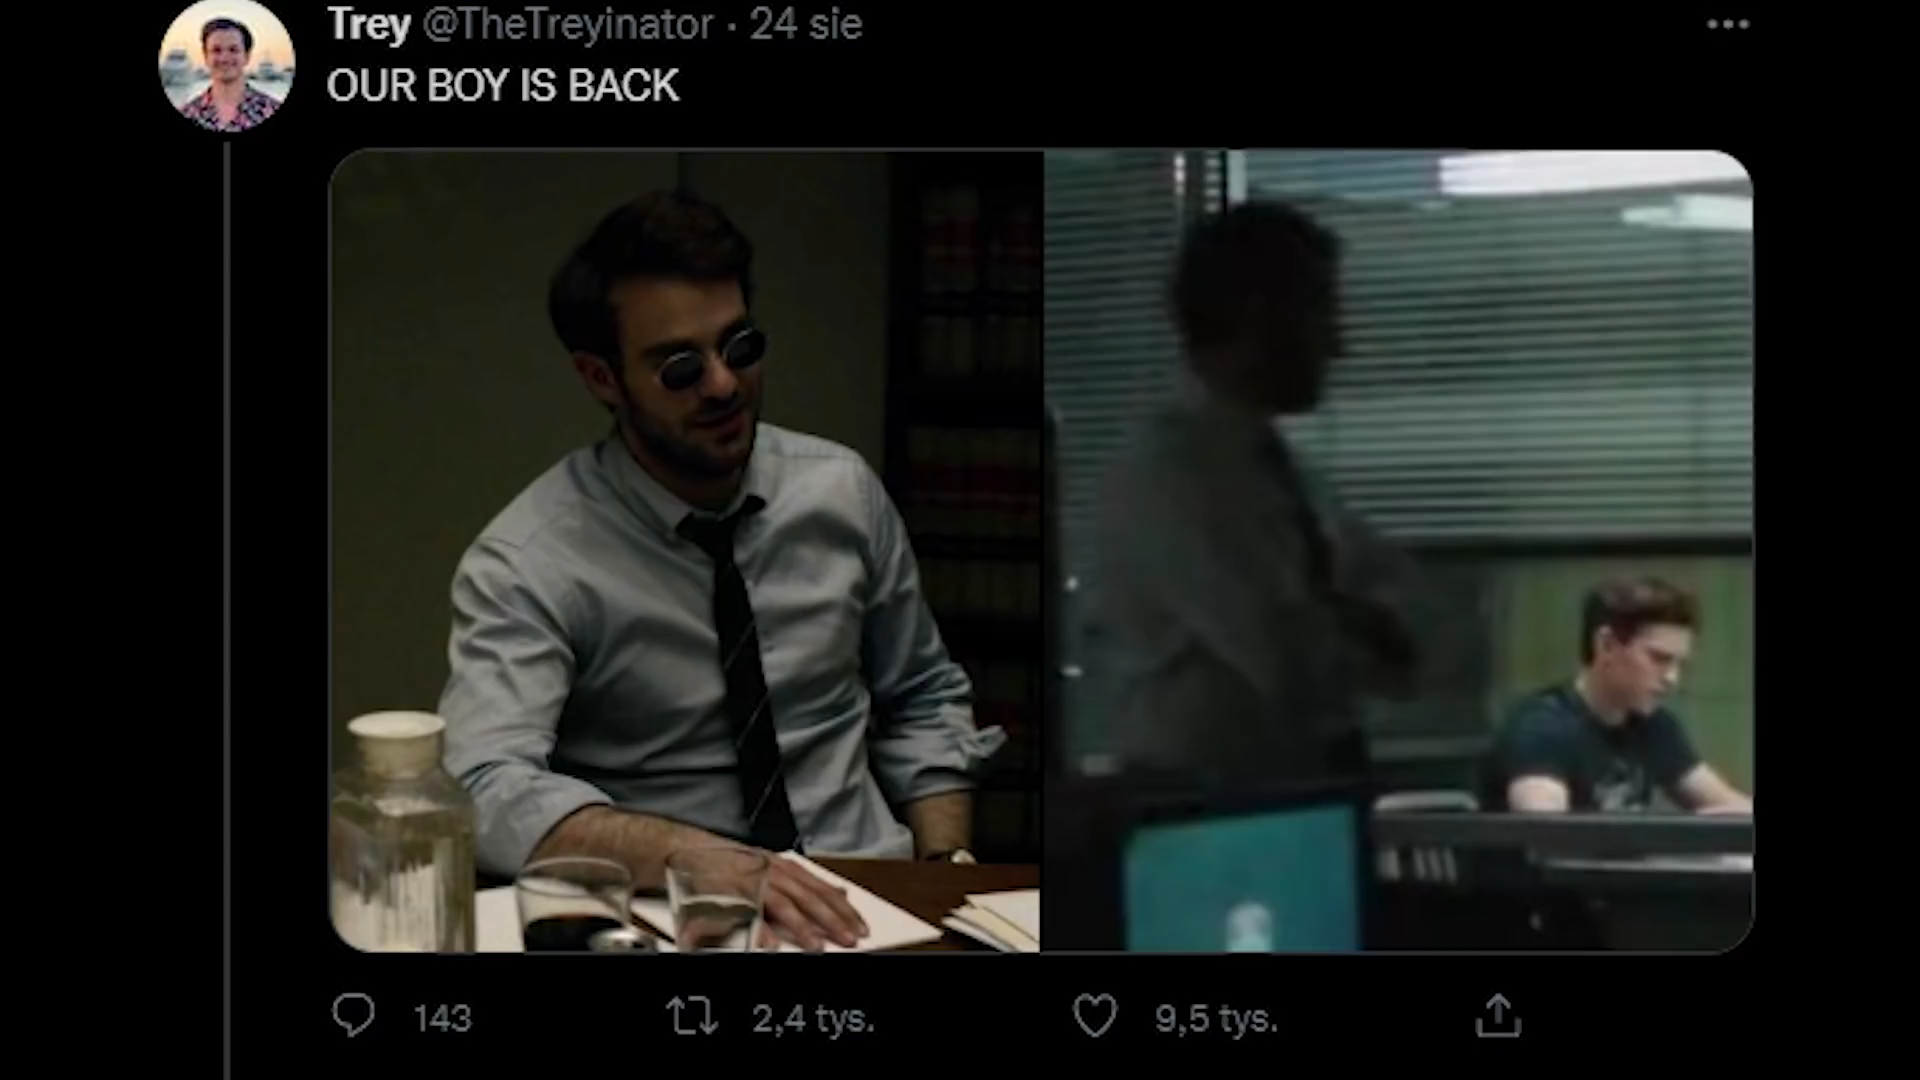 Trey @TheTreyinator · 24 sie
OUR BOY IS BACK
143 2,4 tys. 9,5 tys.